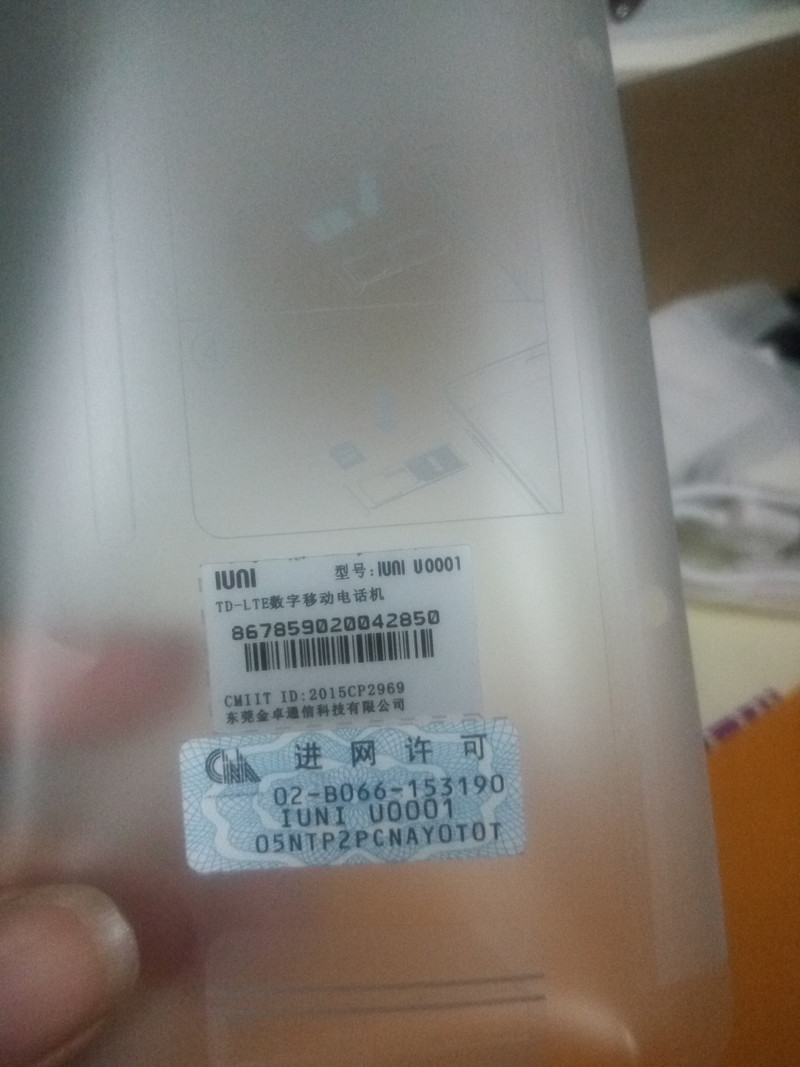 IUNI
型号:IUNI U0001
TD-LTE数字移动电话机
867859020042850
CMIIT ID:2015CP2969
东莞金卓通信科技有限公司
CNA 进网许可
02-B066-153190
IUNI U0001
05NTP2PCNAY0T0T